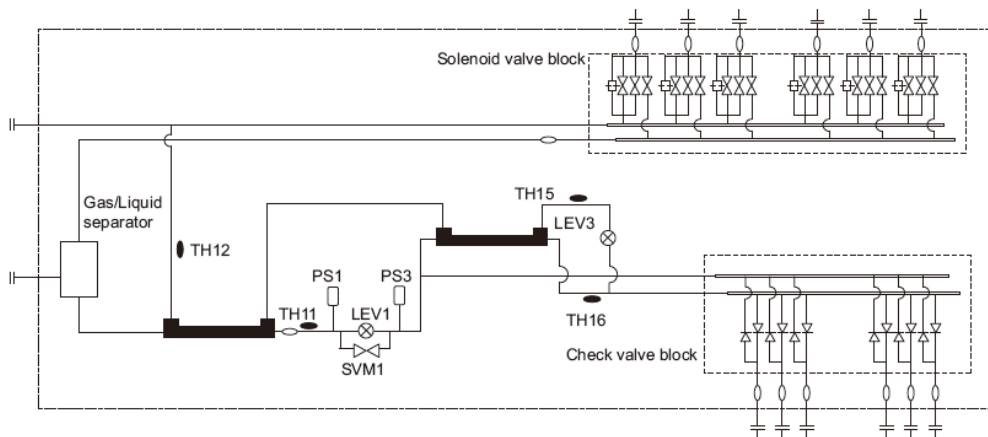 Solenoid valve block
Gas/Liquid
separator
TH15
LEV3
TH12
PS1
PS3
TH11
LEV1
TH16
SVM1
Check valve block